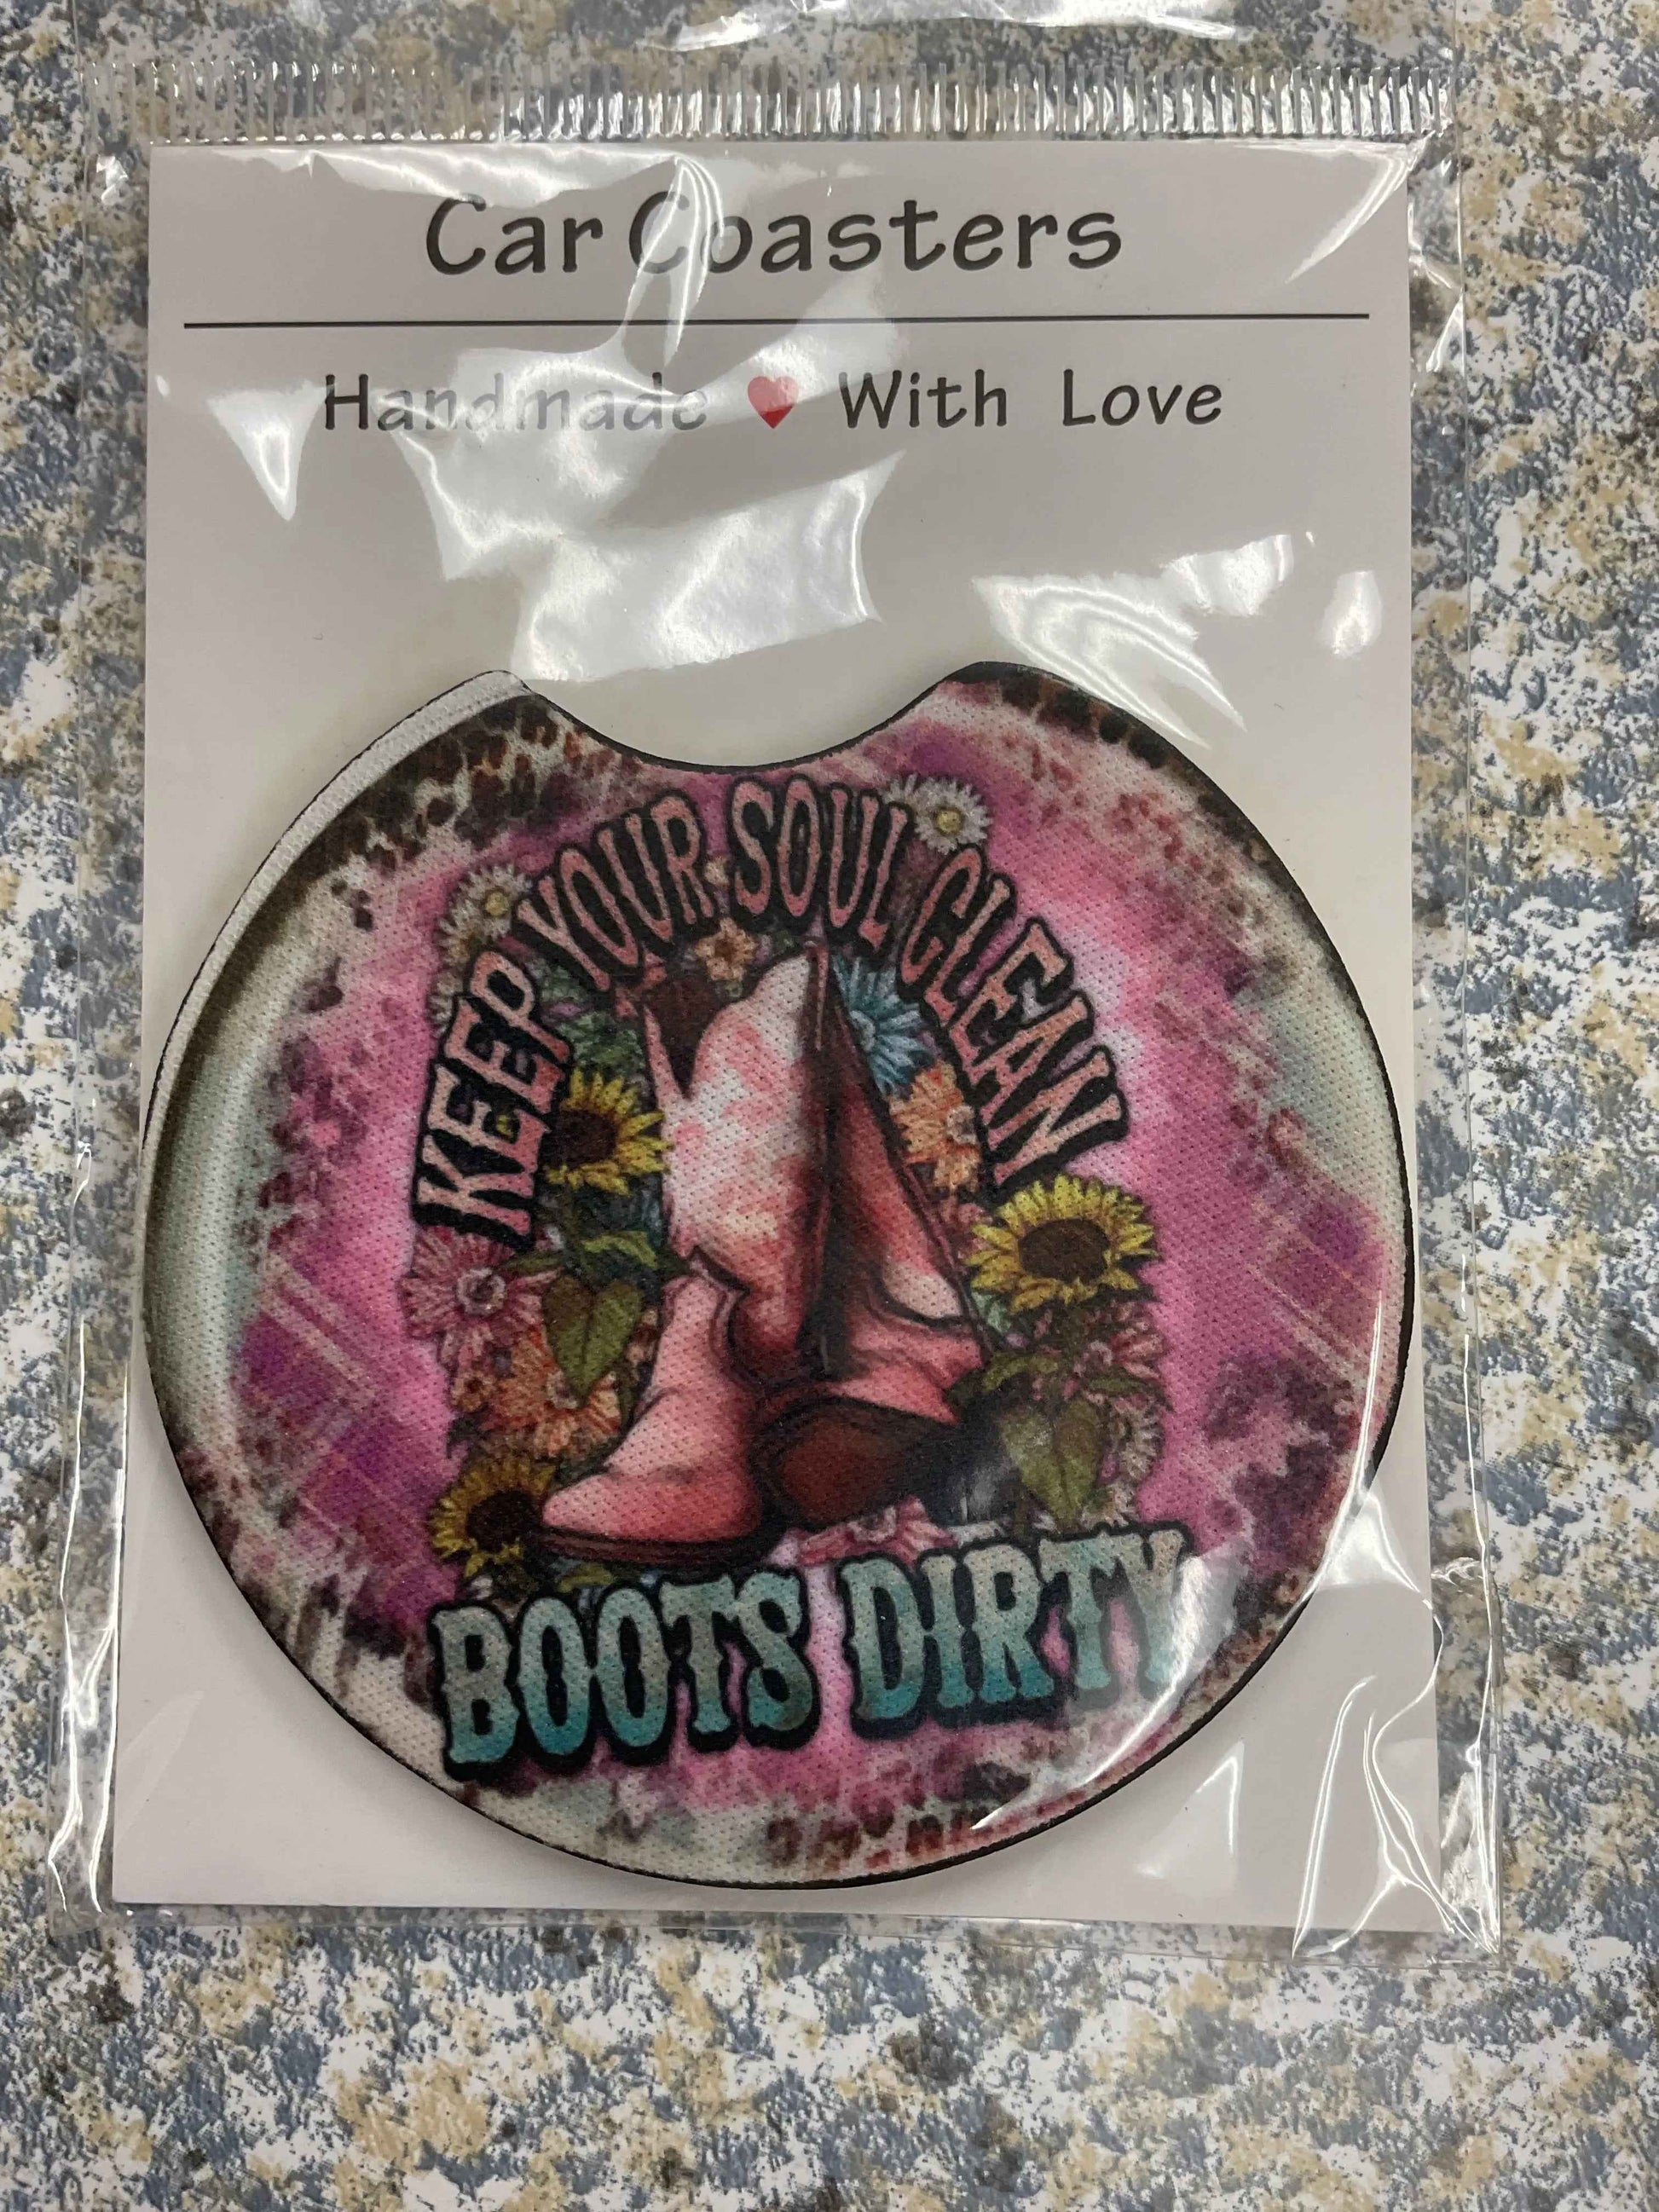 Car Coasters
Handmade ❤ With Love
KEEP YOUR SOUL CLEAN
BOOTS DIRTY